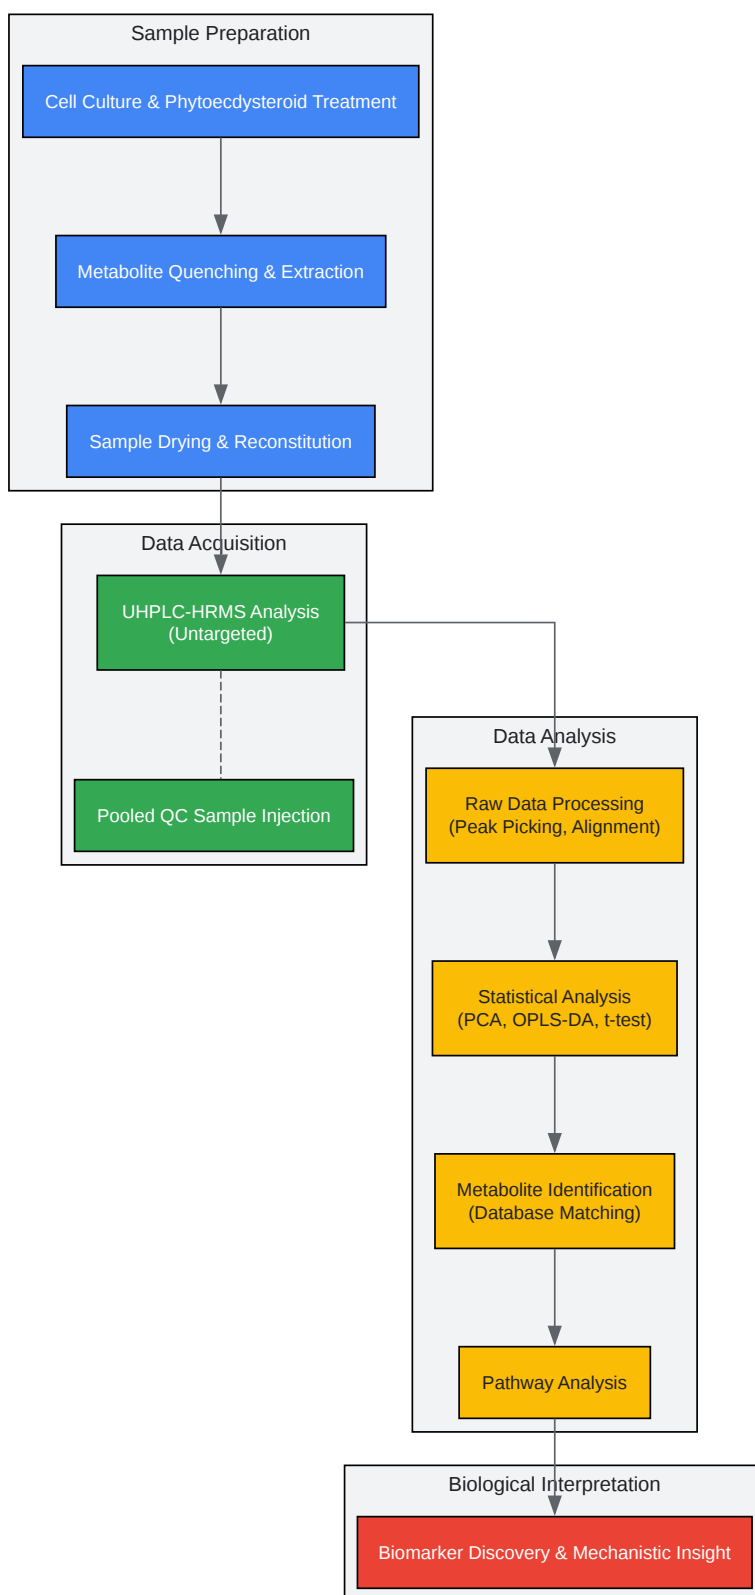 Sample Preparation
Cell Culture & Phytoecdysteroid Treatment
Metabolite Quenching & Extraction
Sample Drying & Reconstitution
Data Acquisition
UHPLC-HRMS Analysis
(Untargeted)
Pooled QC Sample Injection
Data Analysis
Raw Data Processing
(Peak Picking, Alignment)
Statistical Analysis
(PCA, OPLS-DA, t-test)
Metabolite Identification
(Database Matching)
Pathway Analysis
Biological Interpretation
Biomarker Discovery & Mechanistic Insight